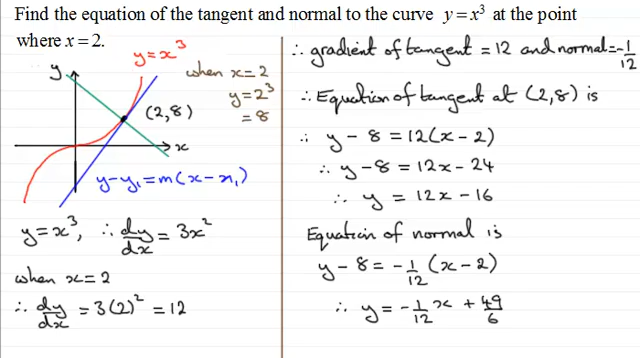 Find the equation of the tangent and normal to the curve y = x³ at the point
where x = 2.
y
y = x³
(2,8)
x
when x = 2
y = 2³
= 8
y - y₁ = m(x - x₁)
y = x³, ∴ dy/dx = 3x²
when x = 2
∴ dy/dx = 3(2)² = 12
∴ gradient of tangent = 12 and normal = -1/12
∴ Equation of tangent at (2,8) is
∴ y - 8 = 12(x - 2)
∴ y - 8 = 12x - 24
∴ y = 12x - 16
Equation of normal is
y - 8 = -1/12 (x - 2)
∴ y = -1/12 x + 49/6